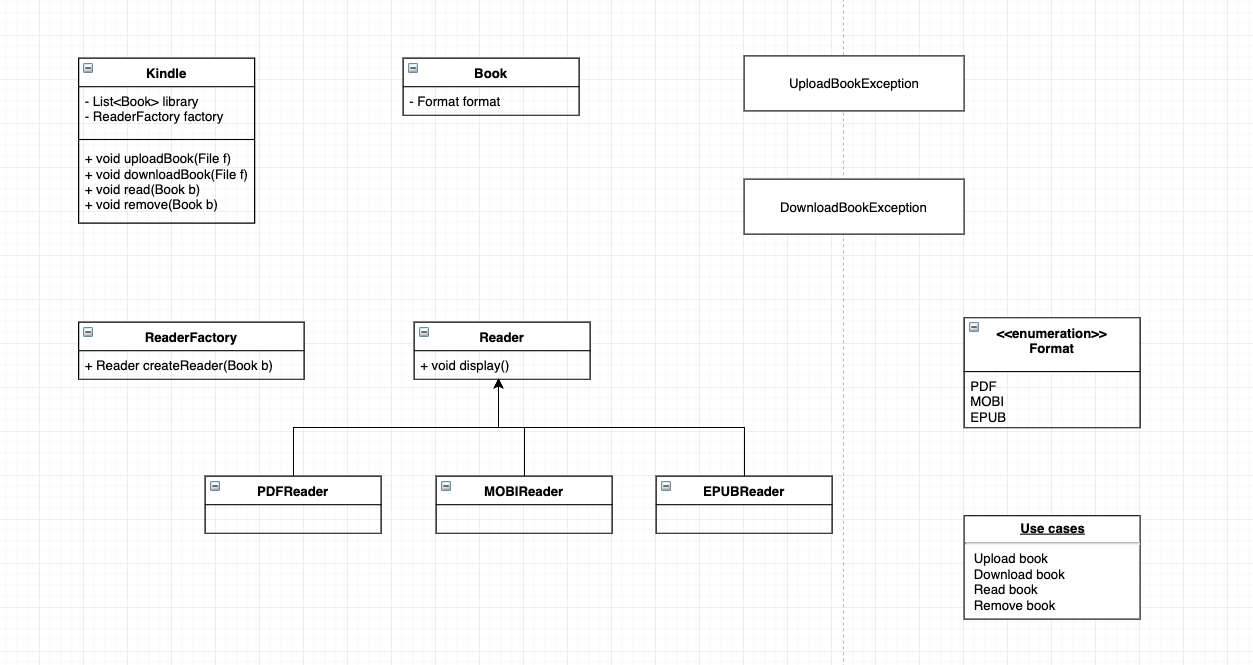 Kindle
- List<Book> library
- ReaderFactory factory
+ void uploadBook(File f)
+ void downloadBook(File f)
+ void read(Book b)
+ void remove(Book b)
Book
- Format format
UploadBookException
DownloadBookException
ReaderFactory
+ Reader createReader(Book b)
Reader
+ void display()
<<enumeration>>
Format
PDF
MOBI
EPUB
PDFReader
MOBIReader
EPUBReader
Use cases
Upload book
Download book
Read book
Remove book